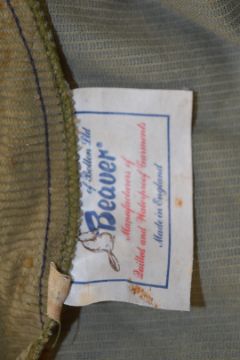 Beaver®
of Bolton Ltd
Manufacturers of
Quilted and Waterproof Garments
Made in England